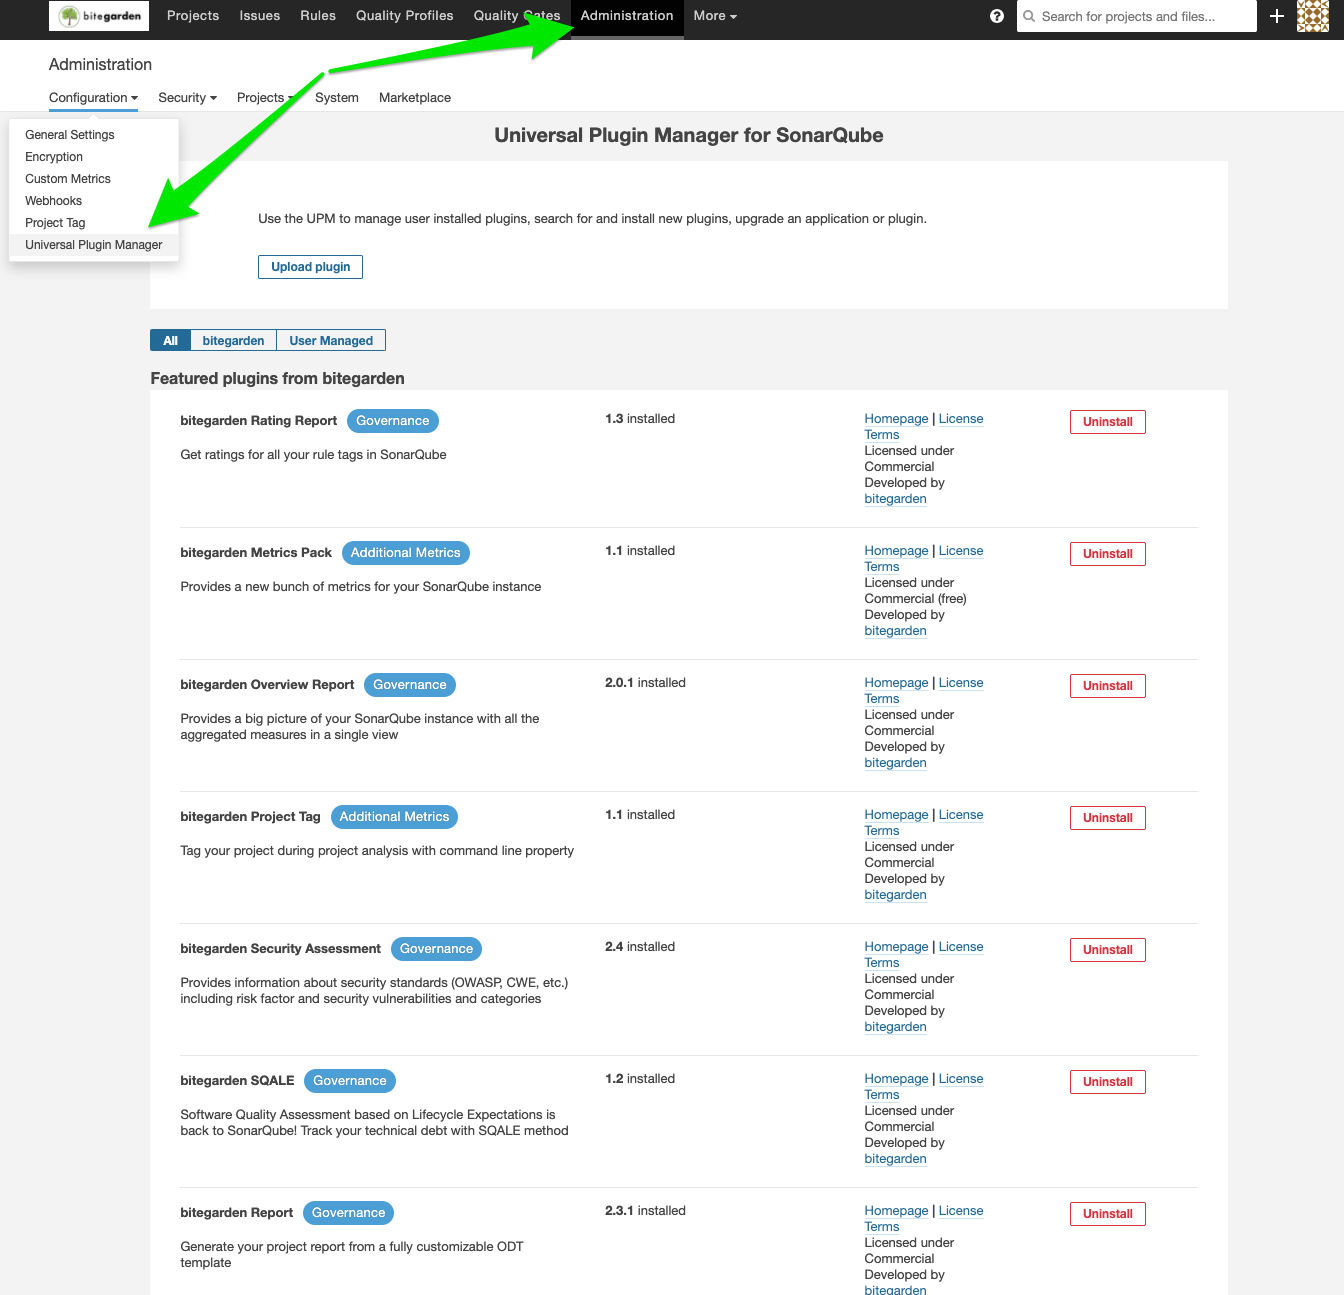 bitegarden Projects Issues Rules Quality Profiles Quality Gates Administration More Search for projects and files...
Administration
Configuration Security Projects System Marketplace
General Settings
Encryption
Custom Metrics
Webhooks
Project Tag
Universal Plugin Manager
Universal Plugin Manager for SonarQube
Use the UPM to manage user installed plugins, search for and install new plugins, upgrade an application or plugin.
Upload plugin
All bitegarden User Managed
Featured plugins from bitegarden
bitegarden Rating Report Governance 1.3 installed Homepage | License Uninstall
Terms
Get ratings for all your rule tags in SonarQube Licensed under
Commercial
Developed by
bitegarden
bitegarden Metrics Pack Additional Metrics 1.1 installed Homepage | License Uninstall
Terms
Provides a new bunch of metrics for your SonarQube instance Licensed under
Commercial (free)
Developed by
bitegarden
bitegarden Overview Report Governance 2.0.1 installed Homepage | License Uninstall
Terms
Provides a big picture of your SonarQube instance with all the Licensed under
aggregated measures in a single view Commercial
Developed by
bitegarden
bitegarden Project Tag Additional Metrics 1.1 installed Homepage | License Uninstall
Terms
Tag your project during project analysis with command line property Licensed under
Commercial
Developed by
bitegarden
bitegarden Security Assessment Governance 2.4 installed Homepage | License Uninstall
Terms
Provides information about security standards (OWASP, CWE, etc.) Licensed under
including risk factor and security vulnerabilities and categories Commercial
Developed by
bitegarden
bitegarden SQALE Governance 1.2 installed Homepage | License Uninstall
Terms
Software Quality Assessment based on Lifecycle Expectations is Licensed under
back to SonarQube! Track your technical debt with SQALE method Commercial
Developed by
bitegarden
bitegarden Report Governance 2.3.1 installed Homepage | License Uninstall
Terms
Generate your project report from a fully customizable ODT Licensed under
template Commercial
Developed by
bitegarden